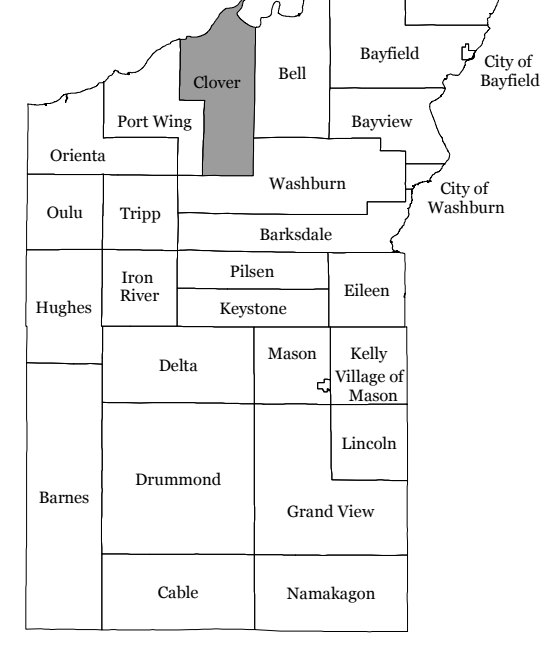 Bayfield
City of
Bayfield
Clover
Bell
Port Wing
Bayview
Orienta
Washburn
City of
Washburn
Oulu
Tripp
Barksdale
Iron
River
Pilsen
Eileen
Hughes
Keystone
Delta
Mason
Kelly
Village of
Mason
Lincoln
Drummond
Barnes
Grand View
Cable
Namakagon